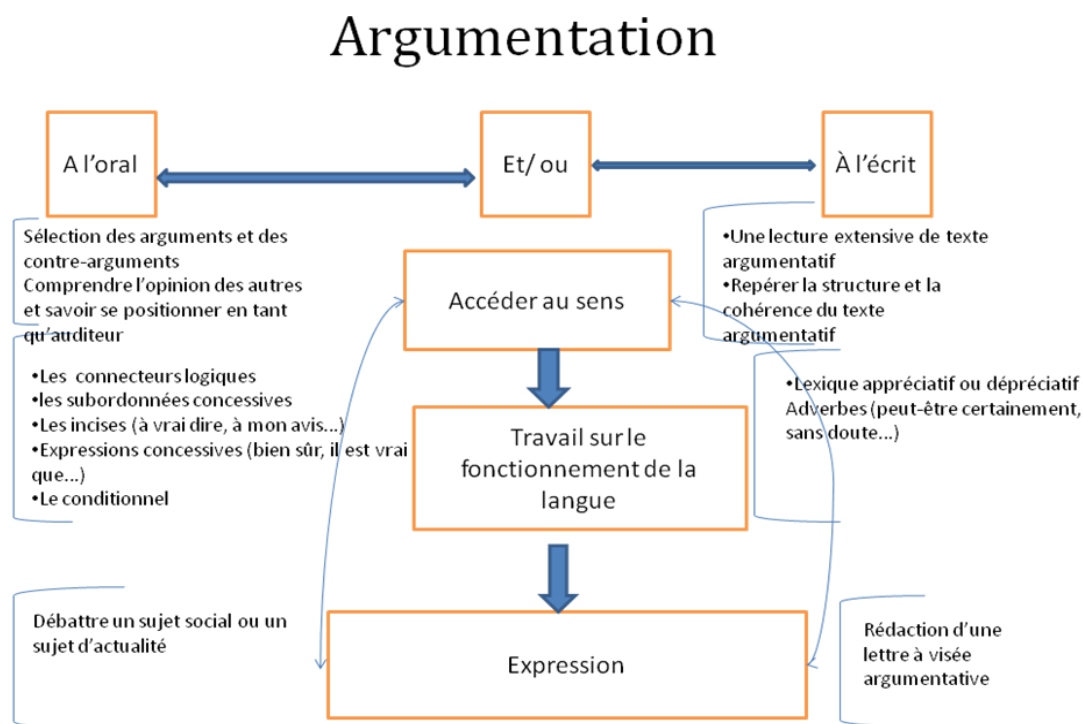 Argumentation
A l'oral
Et/ ou
À l'écrit
Sélection des arguments et des
contre-arguments
Comprendre l'opinion des autres
et savoir se positionner en tant
qu'auditeur
•Une lecture extensive de texte
argumentatif
•Repérer la structure et la
cohérence du texte
argumentatif
Accéder au sens
•Les  connecteurs logiques
•les subordonnées concessives
•Les incises (à vrai dire, à mon avis...)
•Expressions concessives (bien sûr, il est vrai
que...)
•Le conditionnel
•Lexique appréciatif ou dépréciatif
Adverbes (peut-être certainement,
sans doute...)
Travail sur le
fonctionnement de la
langue
Débattre un sujet social ou un
sujet d'actualité
Expression
Rédaction d'une
lettre à visée
argumentative